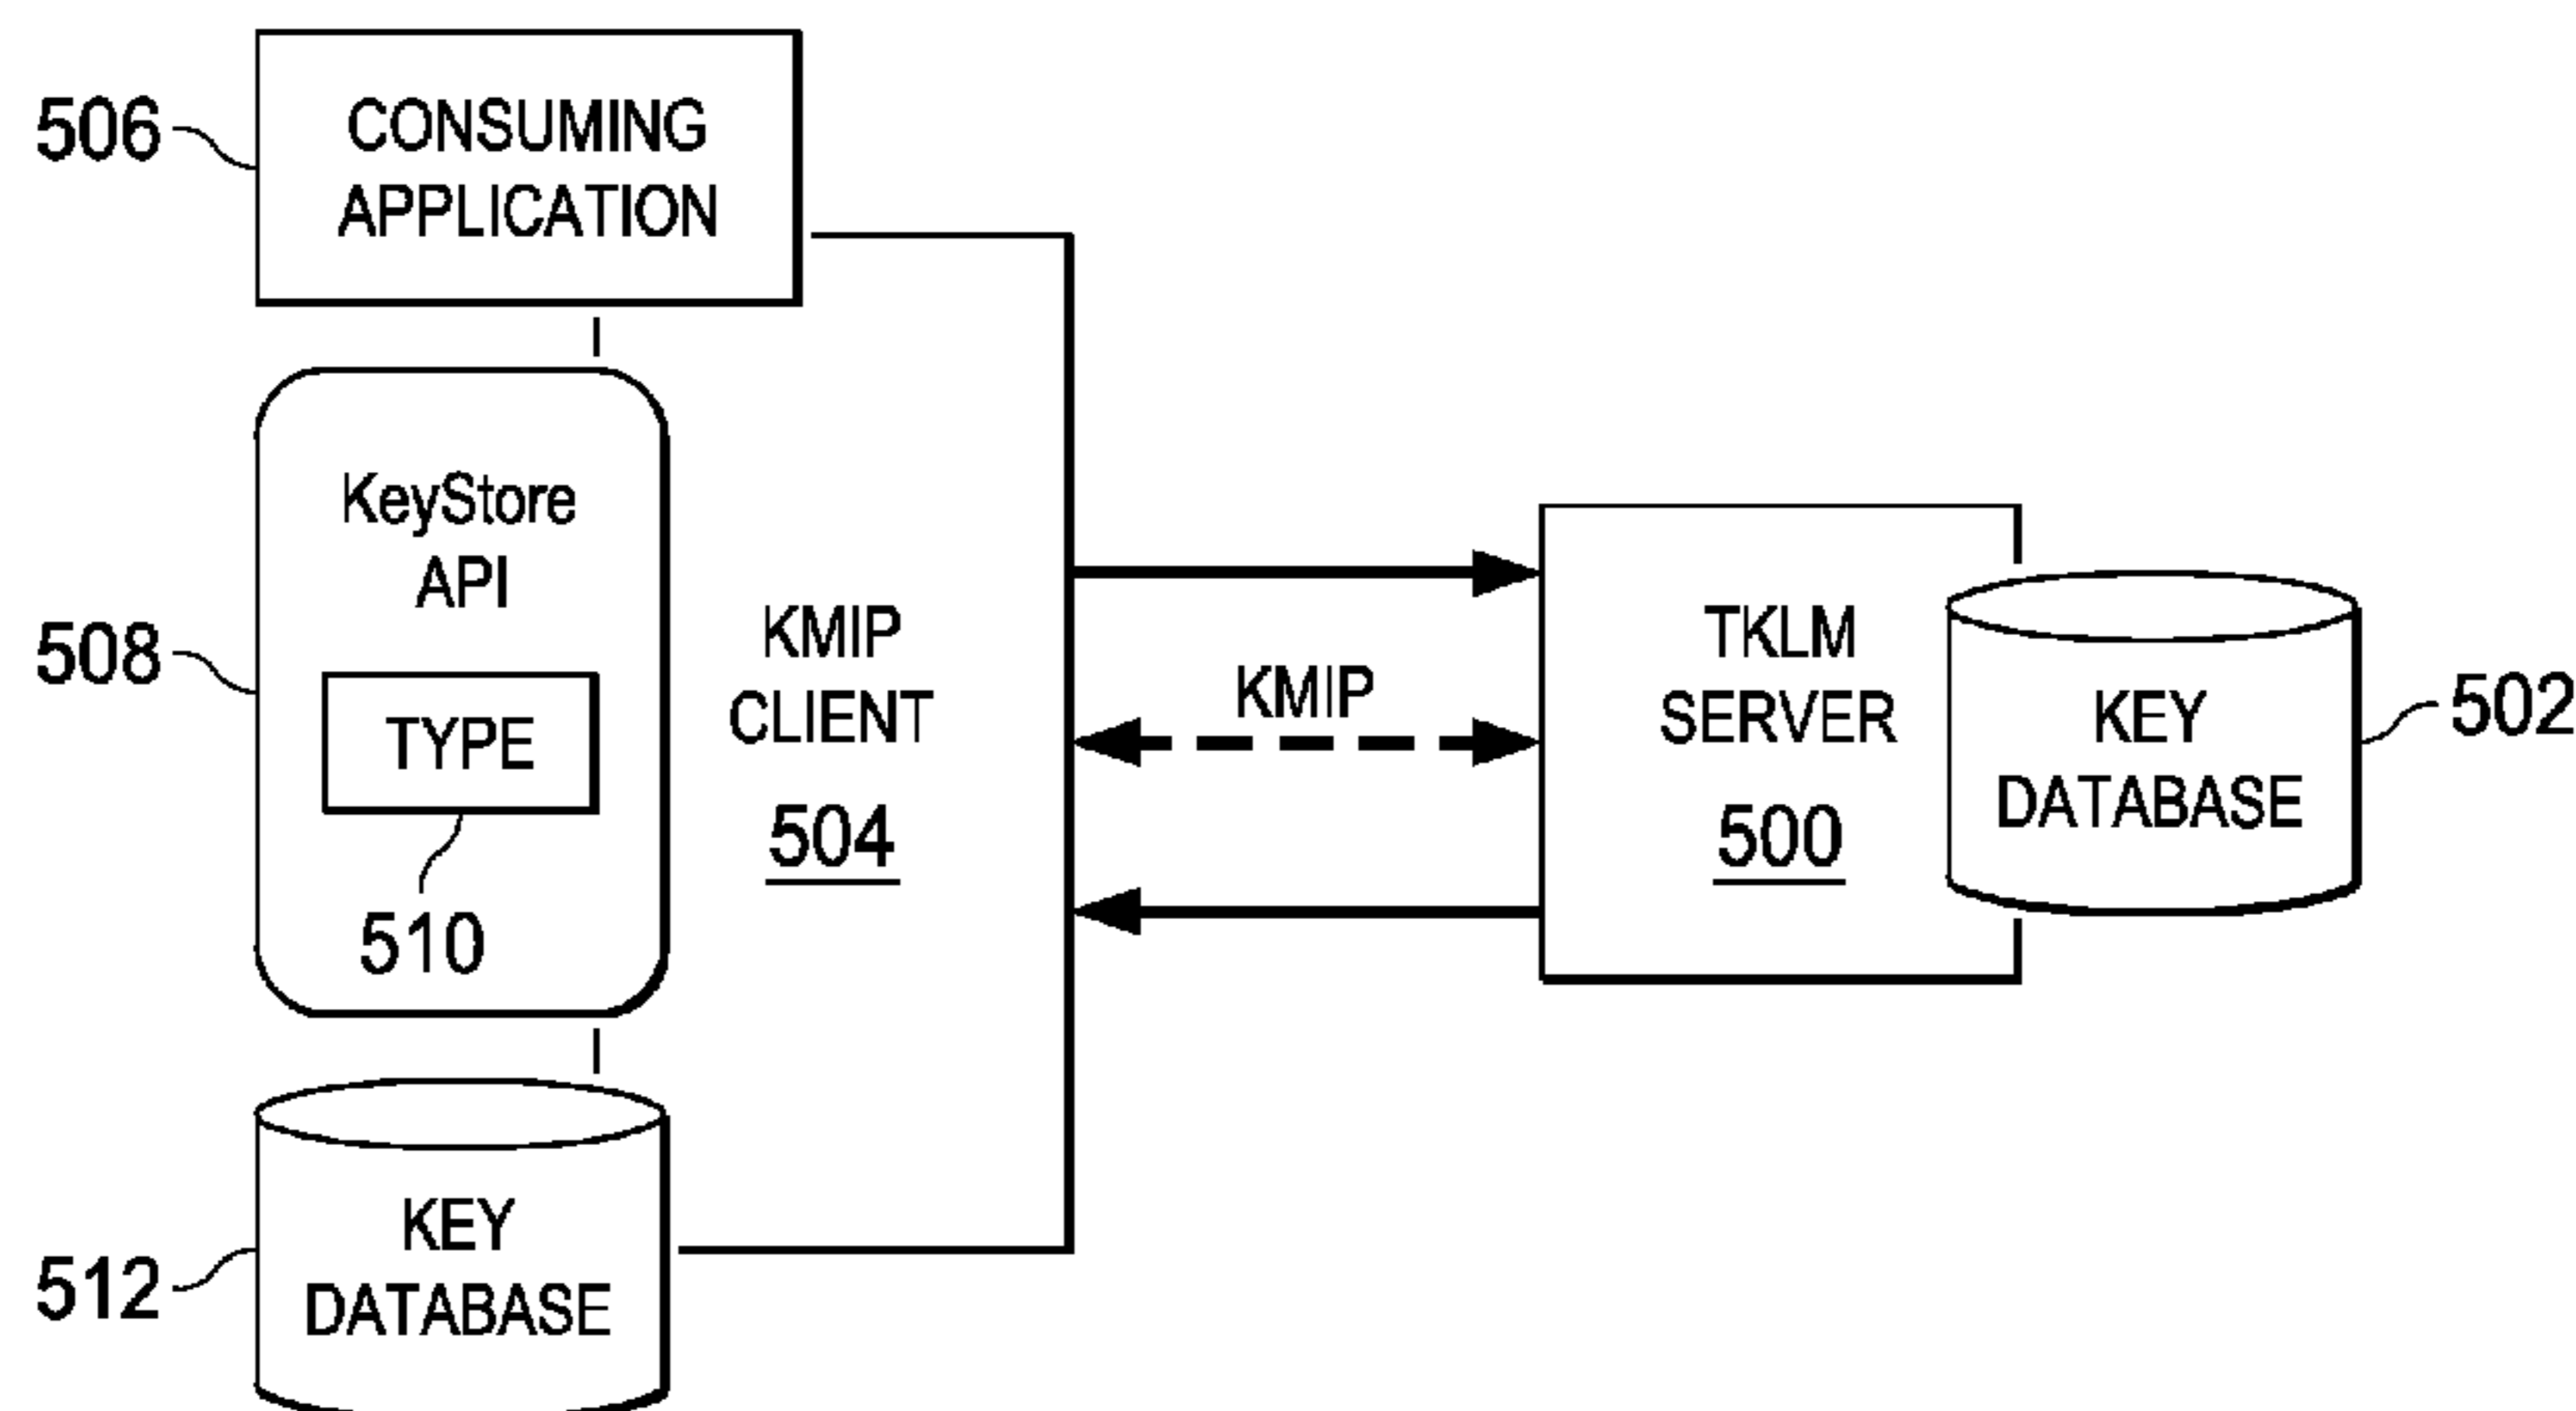 506
CONSUMING
APPLICATION
508
KeyStore
API
TYPE
510
KMIP
CLIENT
504
KMIP
TKLM
SERVER
500
KEY
DATABASE
502
512
KEY
DATABASE